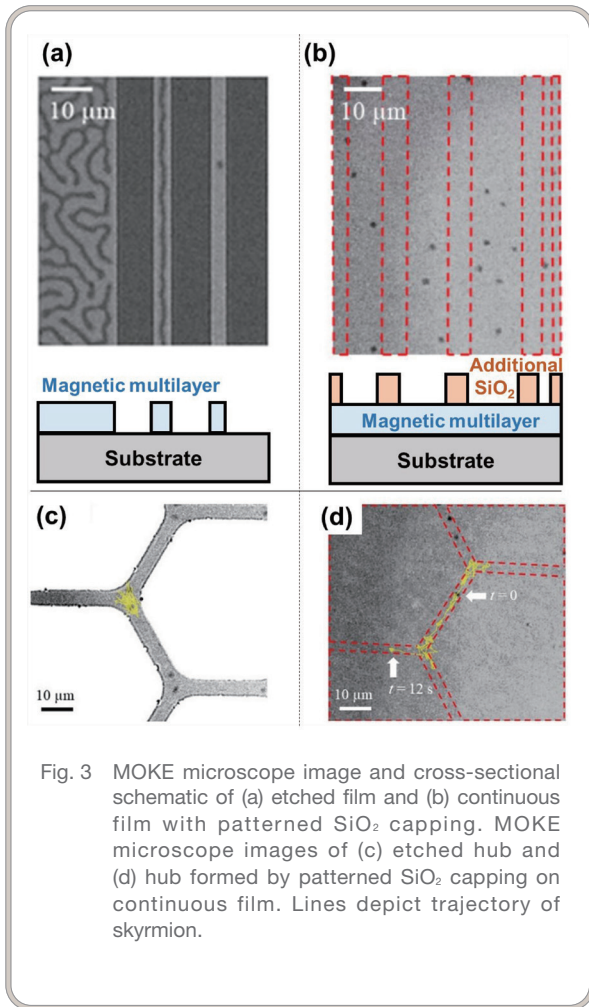 (a)
10 μm
Magnetic multilayer
Substrate
(b)
10 μm
Additional
SiO₂
Magnetic multilayer
Substrate
(c)
10 μm
(d)
t = 0
t = 12 s
10 μm
Fig. 3 MOKE microscope image and cross-sectional
schematic of (a) etched film and (b) continuous
film with patterned SiO₂ capping. MOKE
microscope images of (c) etched hub and
(d) hub formed by patterned SiO₂ capping on
continuous film. Lines depict trajectory of
skyrmion.